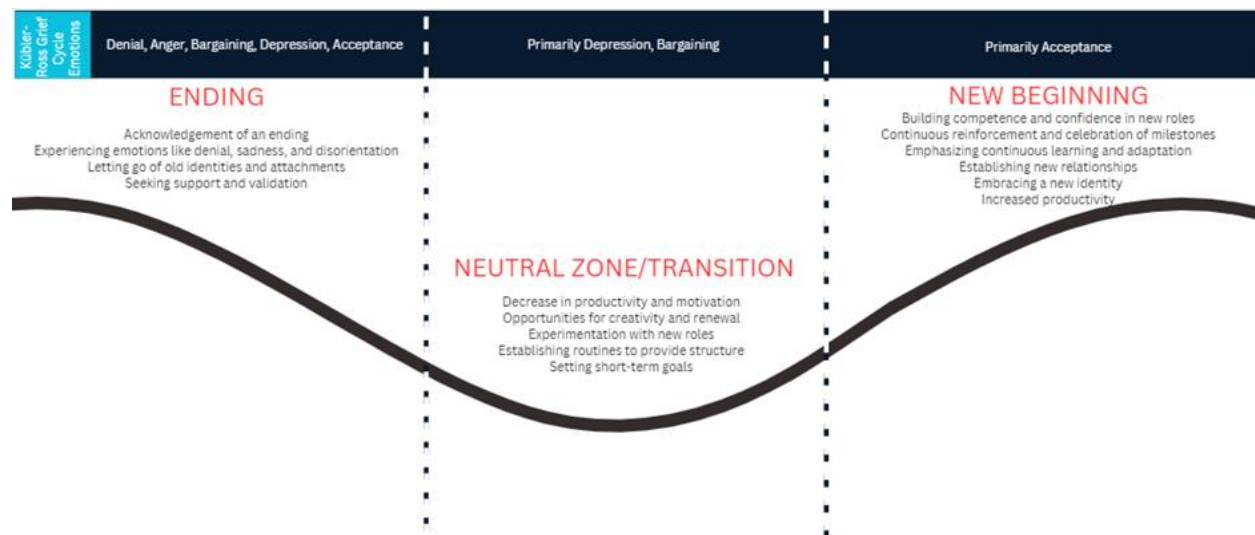 Kübler-
Ross Grief
Cycle
Emotions
Denial, Anger, Bargaining, Depression, Acceptance
Primarily Depression, Bargaining
Primarily Acceptance
ENDING
Acknowledgement of an ending
Experiencing emotions like denial, sadness, and disorientation
Letting go of old identities and attachments
Seeking support and validation
NEUTRAL ZONE/TRANSITION
Decrease in productivity and motivation
Opportunities for creativity and renewal
Experimentation with new roles
Establishing routines to provide structure
Setting short-term goals
NEW BEGINNING
Building competence and confidence in new roles
Continuous reinforcement and celebration of milestones
Emphasizing continuous learning and adaptation
Establishing new relationships
Embracing a new identity
Increased productivity